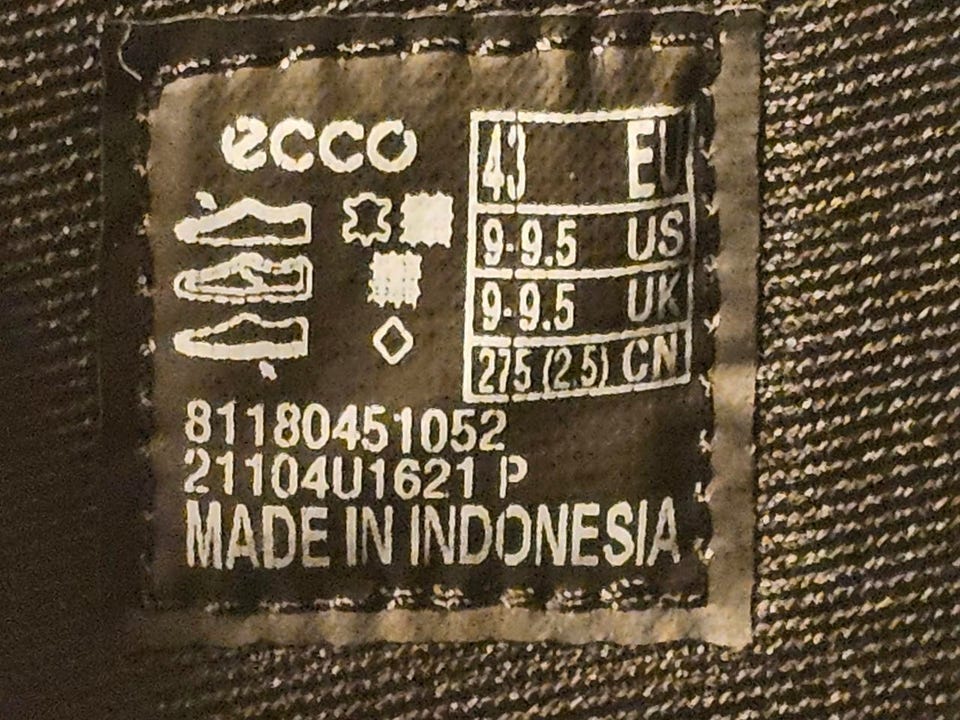 ecco
43 EU
9-9.5 US
9-9.5 UK
275 (2.5) CN
81180451052
21104U1621 P
MADE IN INDONESIA